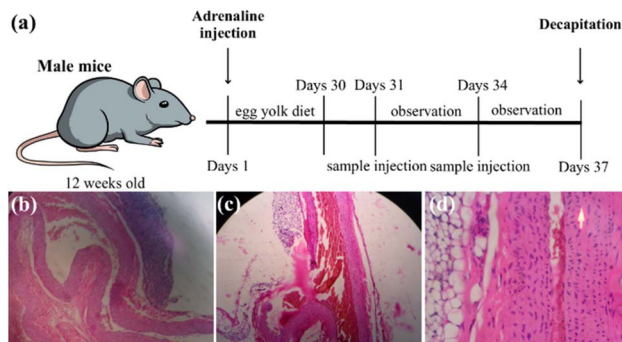 (a)
Adrenaline
injection
Decapitation
Male mice
Days 30 Days 31 Days 34
egg yolk diet observation observation
Days 1 sample injection sample injection Days 37
12 weeks old
(b) (c) (d)